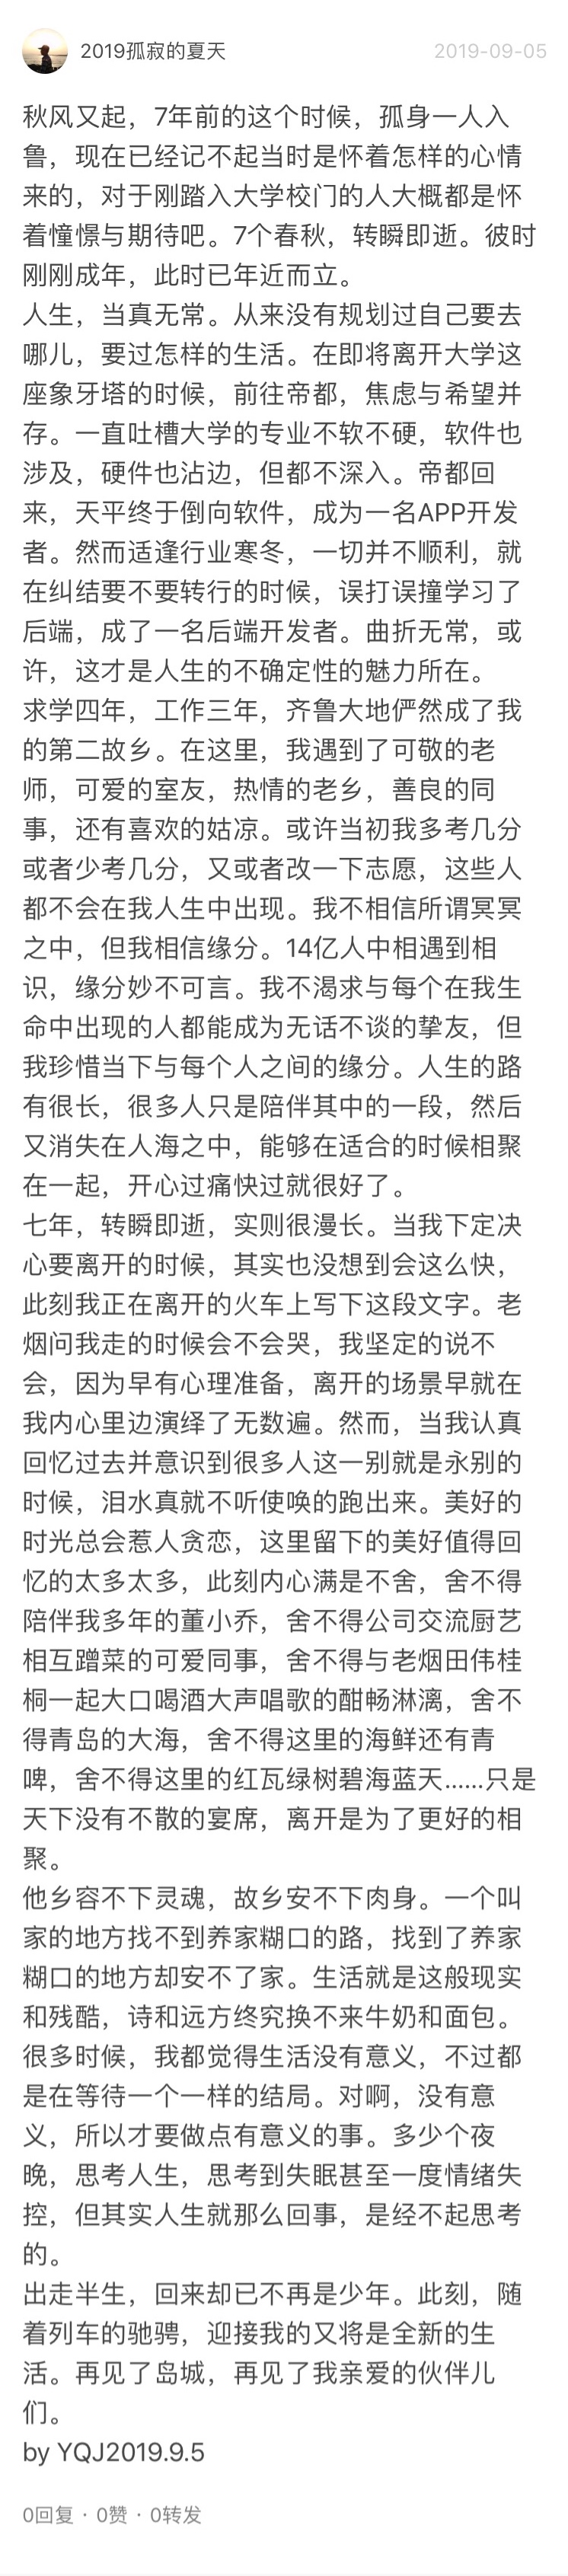 2019孤寂的夏天
2019-09-05
秋风又起，7年前的这个时候，孤身一人入
鲁，现在已经记不起当时是怀着怎样的心情
来的，对于刚踏入大学校门的人大概都是怀
着憧憬与期待吧。7个春秋，转瞬即逝。彼时
刚刚成年，此时已年近而立。
人生，当真无常。从来没有规划过自己要去
哪儿，要过怎样的生活。在即将离开大学这
座象牙塔的时候，前往帝都，焦虑与希望并
存。一直吐槽大学的专业不软不硬，软件也
涉及，硬件也沾边，但都不深入。帝都回
来，天平终于倒向软件，成为一名APP开发
者。然而适逢行业寒冬，一切并不顺利，就
在纠结要不要转行的时候，误打误撞学习了
后端，成了一名后端开发者。曲折无常，或
许，这才是人生的不确定性的魅力所在。
求学四年，工作三年，齐鲁大地俨然成了我
的第二故乡。在这里，我遇到了可敬的老
师，可爱的室友，热情的老乡，善良的同
事，还有喜欢的姑凉。或许当初我多考几分
或者少考几分，又或者改一下志愿，这些人
都不会在我人生中出现。我不相信所谓冥冥
之中，但我相信缘分。14亿人中相遇到相
识，缘分妙不可言。我不渴求与每个在我生
命中出现的人都能成为无话不谈的挚友，但
我珍惜当下与每个人之间的缘分。人生的路
有很长，很多人只是陪伴其中的一段，然后
又消失在人海之中，能够在适合的时候相聚
在一起，开心过痛快过就很好了。
七年，转瞬即逝，实则很漫长。当我下定决
心要离开的时候，其实也没想到会这么快，
此刻我正在离开的火车上写下这段文字。老
烟问我走的时候会不会哭，我坚定的说不
会，因为早有心理准备，离开的场景早就在
我内心里边演绎了无数遍。然而，当我认真
回忆过去并意识到很多人这一别就是永别的
时候，泪水真就不听使唤的跑出来。美好的
时光总会惹人贪恋，这里留下的美好值得回
忆的太多太多，此刻内心满是不舍，舍不得
陪伴我多年的董小乔，舍不得公司交流厨艺
相互蹭菜的可爱同事，舍不得与老烟田伟桂
桐一起大口喝酒大声唱歌的酣畅淋漓，舍不
得青岛的大海，舍不得这里的海鲜还有青
啤，舍不得这里的红瓦绿树碧海蓝天……只是
天下没有不散的宴席，离开是为了更好的相
聚。
他乡容不下灵魂，故乡安不下肉身。一个叫
家的地方找不到养家糊口的路，找到了养家
糊口的地方却安不了家。生活就是这般现实
和残酷，诗和远方终究换不来牛奶和面包。
很多时候，我都觉得生活没有意义，不过都
是在等待一个一样的结局。对啊，没有意
义，所以才要做点有意义的事。多少个夜
晚，思考人生，思考到失眠甚至一度情绪失
控，但其实人生就那么回事，是经不起思考
的。
出走半生，回来却已不再是少年。此刻，随
着列车的驰骋，迎接我的又将是全新的生
活。再见了岛城，再见了我亲爱的伙伴儿
们。
by YQJ2019.9.5
0回复 · 0赞 · 0转发